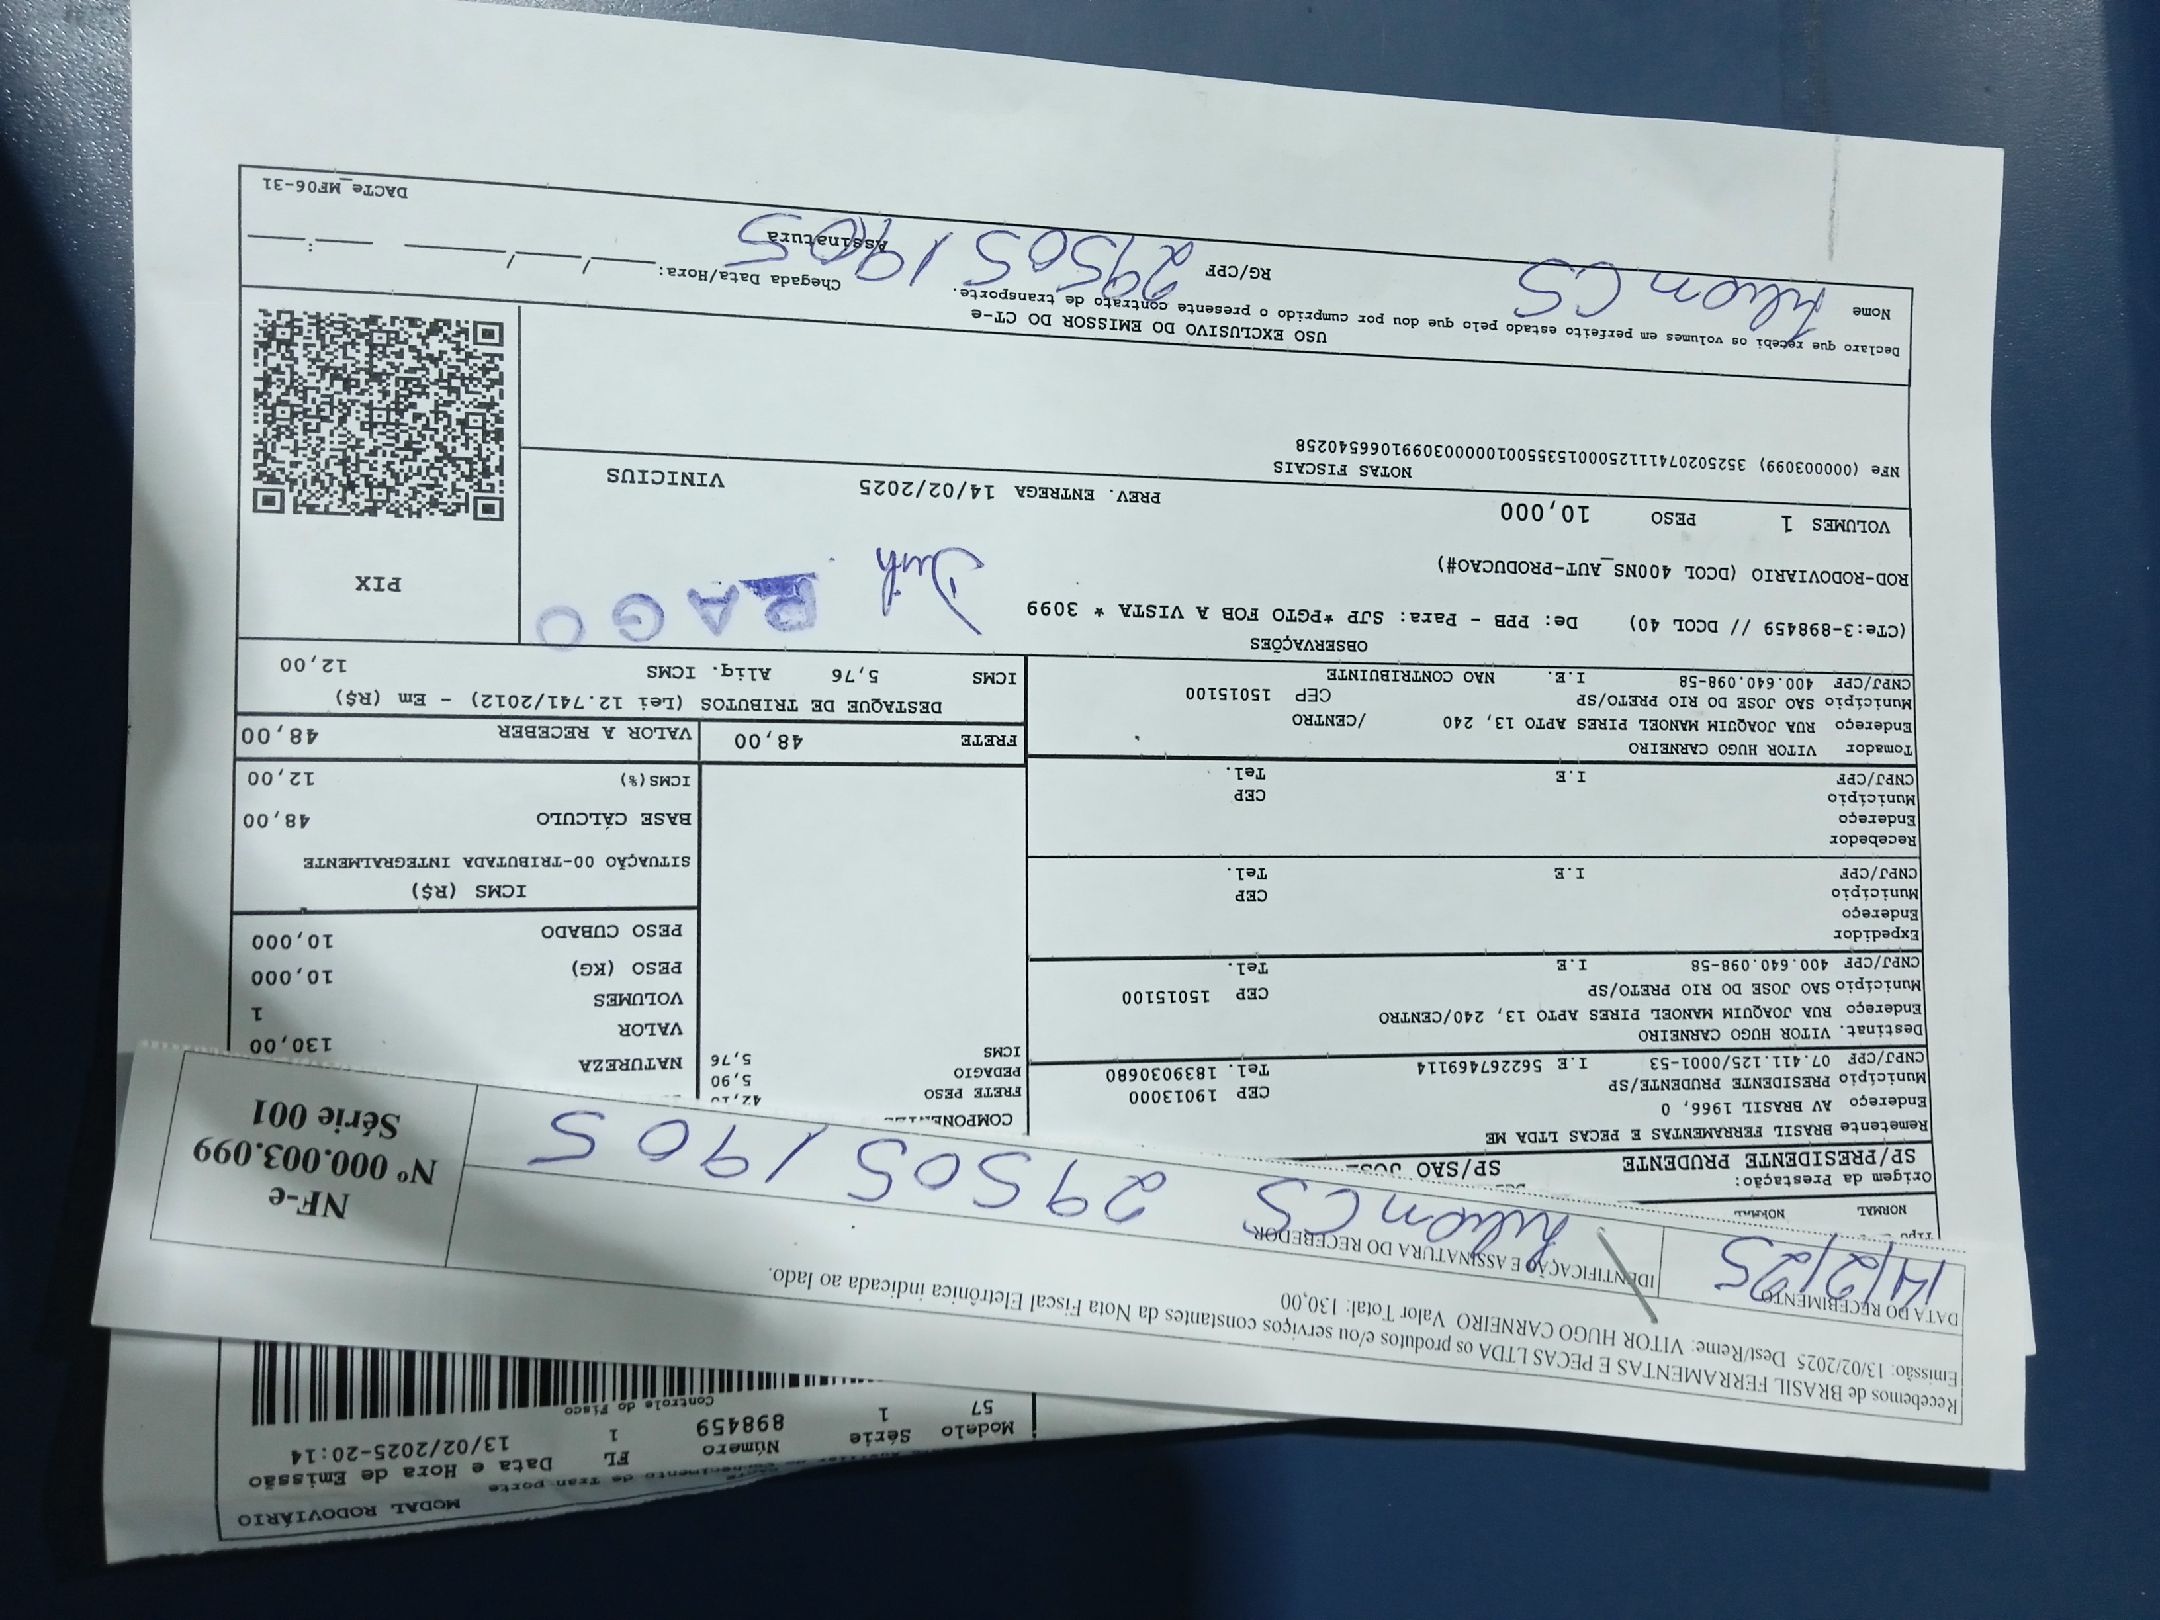 MODAL RODOVIÁRIO
Modelo Série Número FL Data e Hora de Emissão
57 1 898459 1 13/02/2025-20:14
Controle do Fisco
Recebemos de BRASIL FERRAMENTAS E PECAS LTDA os produtos e/ou serviços constantes da Nota Fiscal Eletrônica indicada ao lado.
Emissão: 13/02/2025 Dest/Reme: VITOR HUGO CARNEIRO Valor Total: 130,00
DATA DO RECEBIMENTO
14/2/25
IDENTIFICAÇÃO E ASSINATURA DO RECEBEDOR
CS 295051905
NF-e
Nº 000.003.099
Série 001
NORMAL
Origem da Prestação:
SP/PRESIDENTE PRUDENTE SP/SAO
Remetente BRASIL FERRAMENTAS E PECAS LTDA ME
Endereço AV BRASIL 1966, 0
Município PRESIDENTE PRUDENTE/SP CEP 19013000
CNPJ/CPF 07.411.125/0001-53 I.E 562267469114 Tel. 1839030680
Destinat. VITOR HUGO CARNEIRO
Endereço RUA JOAQUIM MANOEL PIRES APTO 13, 240/CENTRO
Município SAO JOSE DO RIO PRETO/SP CEP 15015100
CNPJ/CPF 400.640.098-58 I.E Tel.
Expedidor
Endereço
Município CEP
CNPJ/CPF I.E Tel.
Recebedor
Endereço
Município CEP
CNPJ/CPF I.E Tel.
Tomador VITOR HUGO CARNEIRO
Endereço RUA JOAQUIM MANOEL PIRES APTO 13, 240 /CENTRO
Município SAO JOSE DO RIO PRETO/SP CEP 15015100
CNPJ/CPF 400.640.098-58 I.E. NAO CONTRIBUINTE
FRETE PESO
PEDAGIO 5,90
ICMS 5,76
NATUREZA
VALOR 130,00
VOLUMES 1
PESO (KG) 10,000
PESO CUBADO 10,000
ICMS (R$)
SITUAÇÃO 00-TRIBUTADA INTEGRALMENTE
BASE CÁLCULO 48,00
ICMS(%) 12,00
FRETE 48,00 VALOR A RECEBER 48,00
DESTAQUE DE TRIBUTOS (Lei 12.741/2012) - Em (R$)
ICMS 5,76 Aliq. ICMS 12,00
OBSERVAÇÕES
(CTe:3-898459 // DCOL 40) De: PPB - Para: SJP *PGTO FOB A VISTA * 3099
PAGO
ROD-RODOVIARIO (DCOL 400NS_AUT-PRODUCAO#)
PIX
VOLUMES 1 PESO 10,000 PREV. ENTREGA 14/02/2025 VINICIUS
NOTAS FISCAIS
NFe (000003099) 35250207411125000153550010000030991066540258
USO EXCLUSIVO DO EMISSOR DO CT-e
Declaro que recebi os volumes em perfeito estado pelo que dou por cumprido o presente contrato de transporte.
Nome CS RG/CPF 295051905 Assinatura
Chegada Data/Hora: ___/___/___ ___:___
DACTe_MF06-31